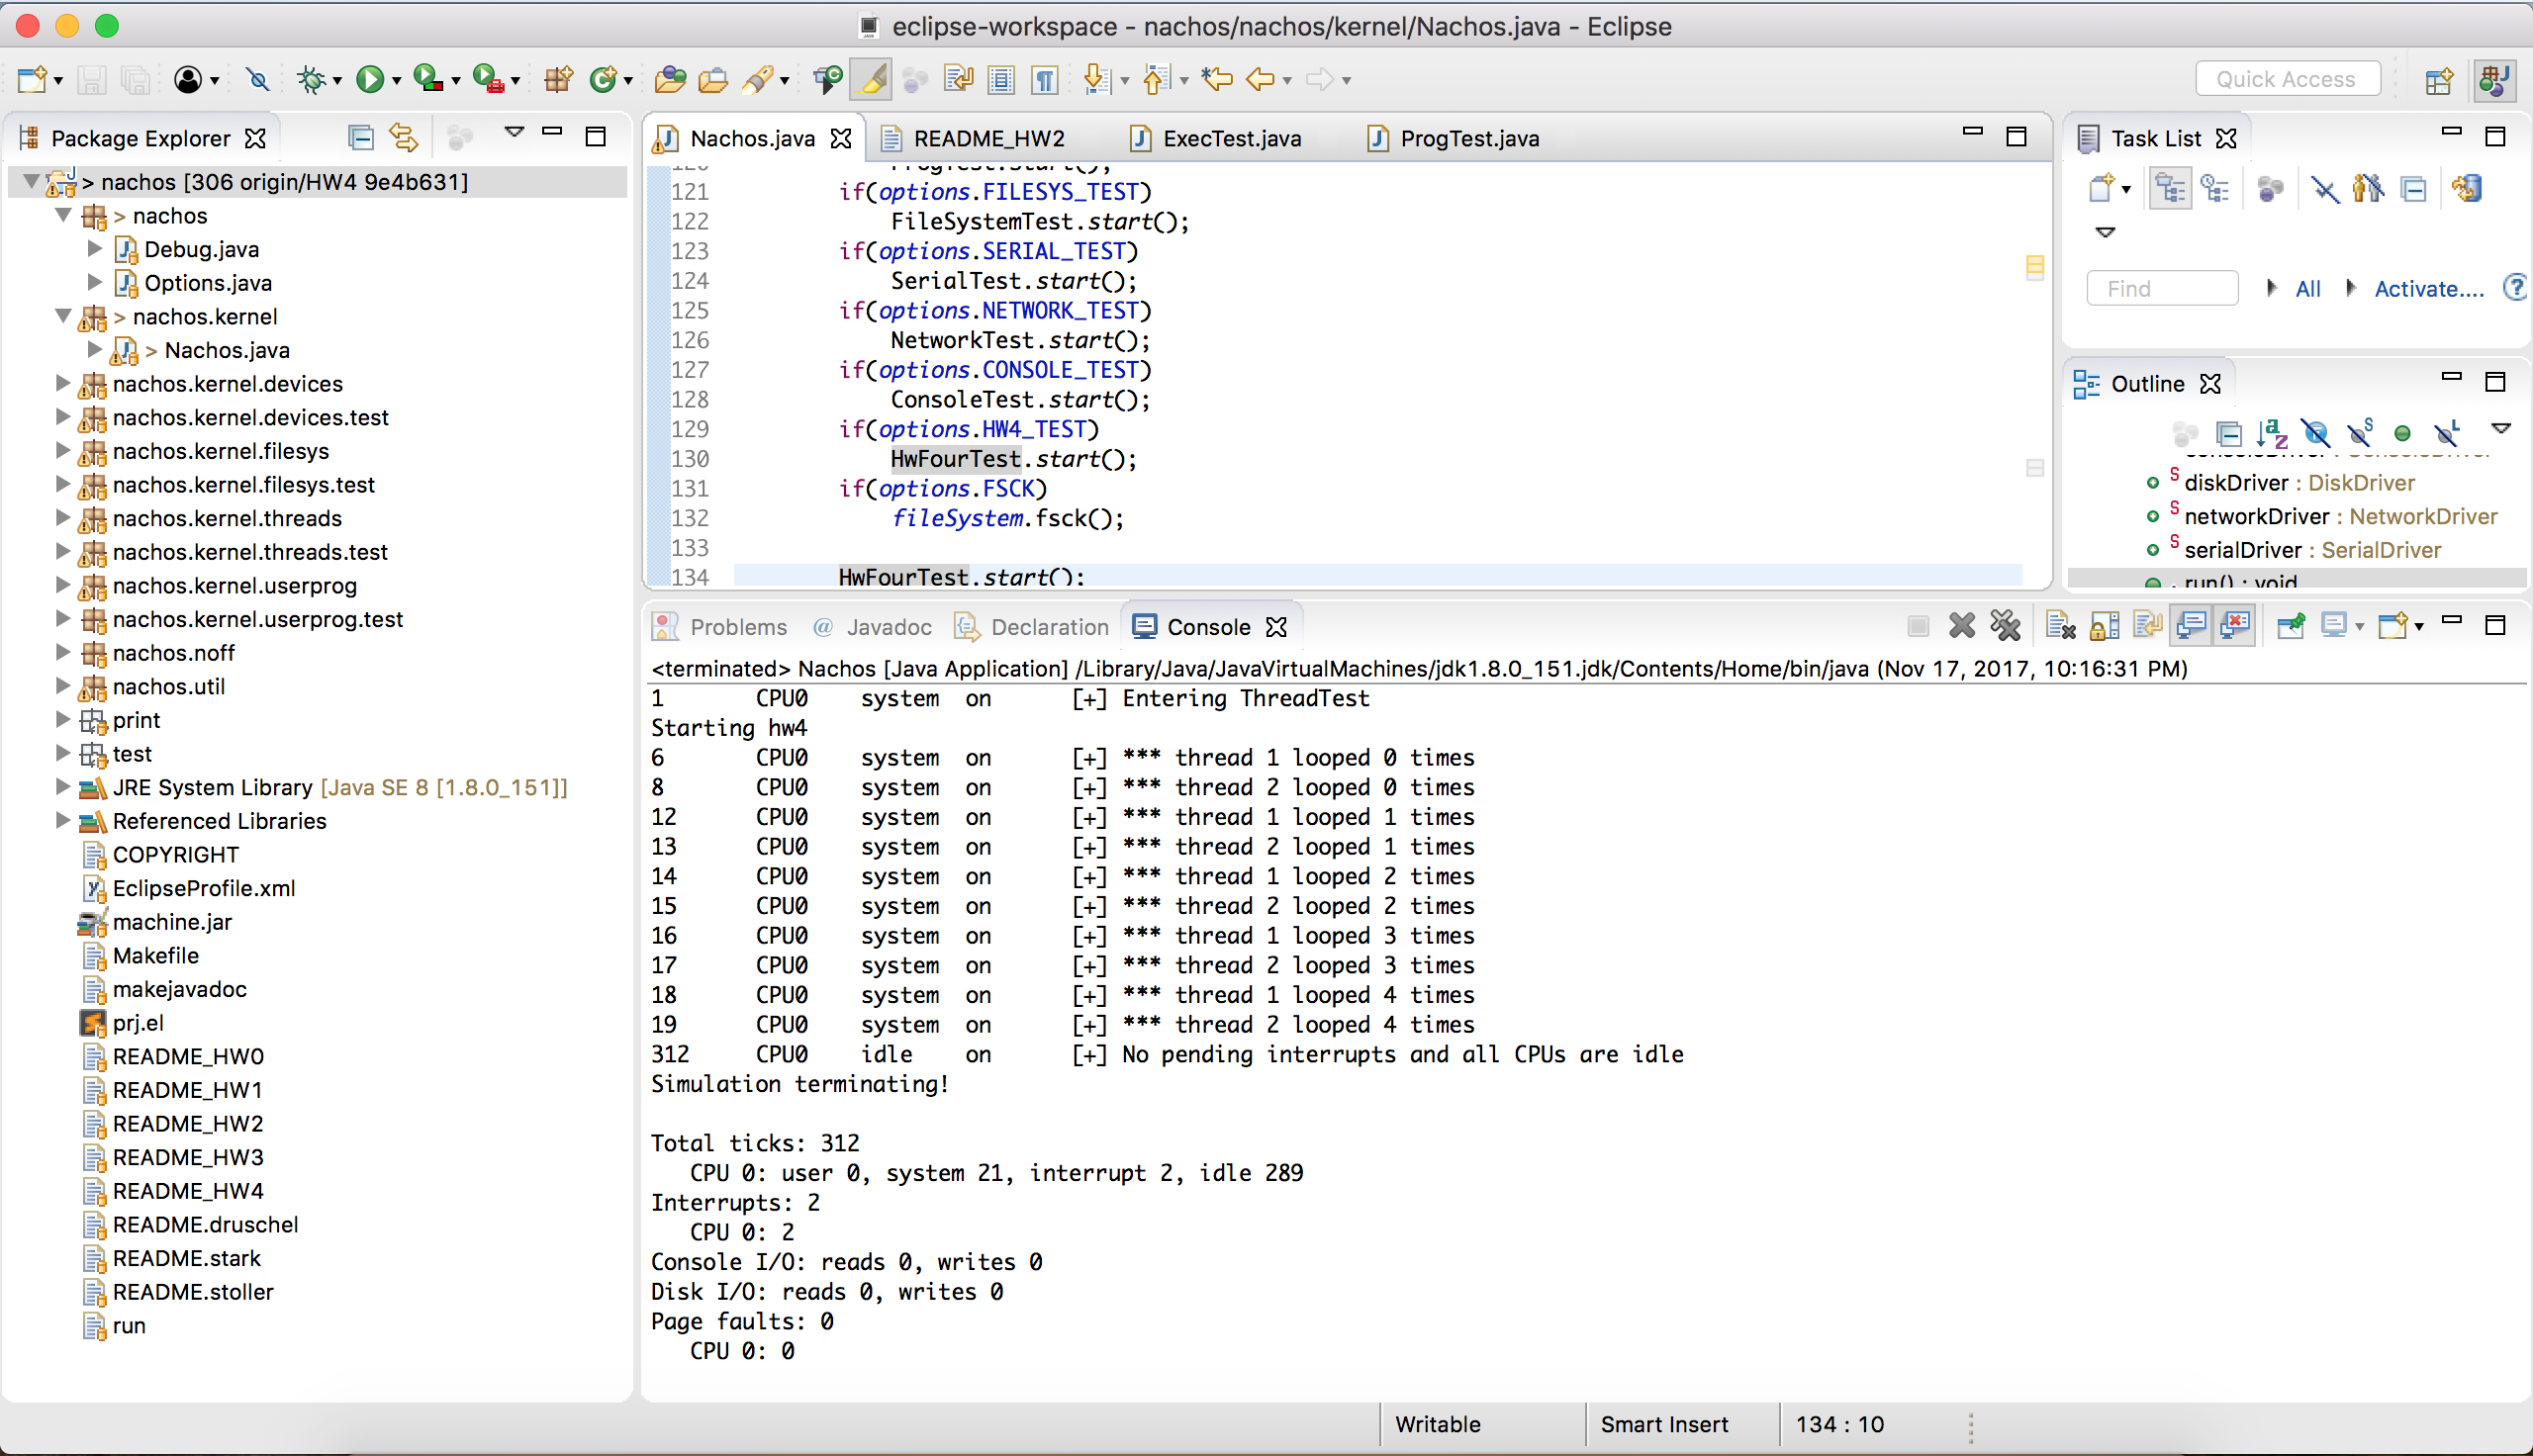 eclipse-workspace - nachos/nachos/kernel/Nachos.java - Eclipse
Quick Access
Package Explorer
> nachos [306 origin/HW4 9e4b631]
> nachos
Debug.java
Options.java
> nachos.kernel
> Nachos.java
nachos.kernel.devices
nachos.kernel.devices.test
nachos.kernel.filesys
nachos.kernel.filesys.test
nachos.kernel.threads
nachos.kernel.threads.test
nachos.kernel.userprog
nachos.kernel.userprog.test
nachos.noff
nachos.util
print
test
JRE System Library [Java SE 8 [1.8.0_151]]
Referenced Libraries
COPYRIGHT
EclipseProfile.xml
machine.jar
Makefile
makejavadoc
prj.el
README_HW0
README_HW1
README_HW2
README_HW3
README_HW4
README.druschel
README.stark
README.stoller
run
Nachos.java README_HW2 ExecTest.java ProgTest.java
120 ProgTest.start();
121 if(options.FILESYS_TEST)
122 FileSystemTest.start();
123 if(options.SERIAL_TEST)
124 SerialTest.start();
125 if(options.NETWORK_TEST)
126 NetworkTest.start();
127 if(options.CONSOLE_TEST)
128 ConsoleTest.start();
129 if(options.HW4_TEST)
130 HwFourTest.start();
131 if(options.FSCK)
132 fileSystem.fsck();
133
134 HwFourTest.start();
Task List
Find All Activate....
Outline
consoleDriver : ConsoleDriver
diskDriver : DiskDriver
networkDriver : NetworkDriver
serialDriver : SerialDriver
run() : void
Problems @ Javadoc Declaration Console
<terminated> Nachos [Java Application] /Library/Java/JavaVirtualMachines/jdk1.8.0_151.jdk/Contents/Home/bin/java (Nov 17, 2017, 10:16:31 PM)
1 CPU0 system on [+] Entering ThreadTest
Starting hw4
6 CPU0 system on [+] *** thread 1 looped 0 times
8 CPU0 system on [+] *** thread 2 looped 0 times
12 CPU0 system on [+] *** thread 1 looped 1 times
13 CPU0 system on [+] *** thread 2 looped 1 times
14 CPU0 system on [+] *** thread 1 looped 2 times
15 CPU0 system on [+] *** thread 2 looped 2 times
16 CPU0 system on [+] *** thread 1 looped 3 times
17 CPU0 system on [+] *** thread 2 looped 3 times
18 CPU0 system on [+] *** thread 1 looped 4 times
19 CPU0 system on [+] *** thread 2 looped 4 times
312 CPU0 idle on [+] No pending interrupts and all CPUs are idle
Simulation terminating!
Total ticks: 312
CPU 0: user 0, system 21, interrupt 2, idle 289
Interrupts: 2
CPU 0: 2
Console I/O: reads 0, writes 0
Disk I/O: reads 0, writes 0
Page faults: 0
CPU 0: 0
Writable Smart Insert 134 : 10